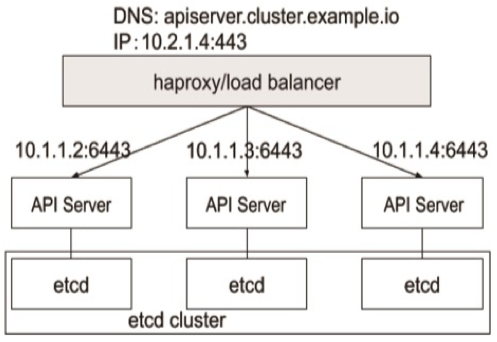 DNS: apiserver.cluster.example.io
IP:10.2.1.4:443
haproxy/load balancer
10.1.1.2:6443
10.1.1.3:6443
10.1.1.4:6443
API Server
API Server
API Server
etcd
etcd
etcd
etcd cluster